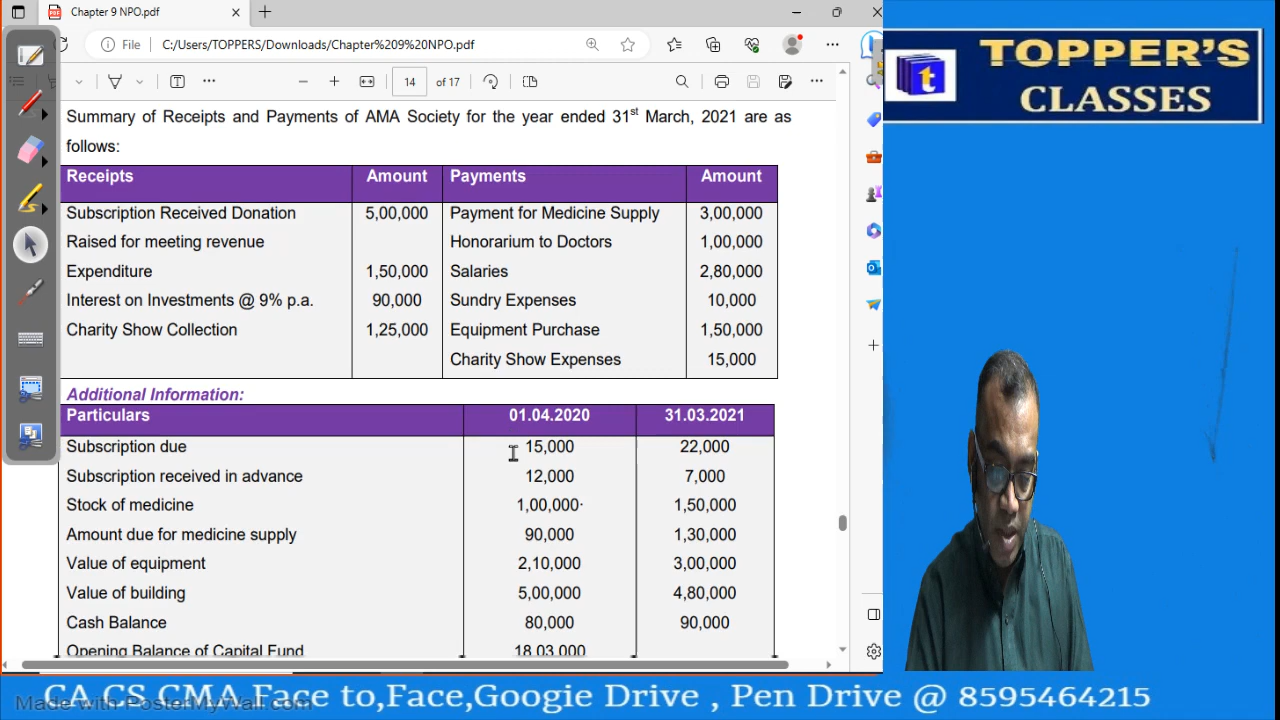 Chapter 9 NPO.pdf
File C:/Users/TOPPERS/Downloads/Chapter%209%20NPO.pdf
14 of 17
TOPPER'S
CLASSES
t
Summary of Receipts and Payments of AMA Society for the year ended 31st March, 2021 are as
follows:
Receipts Amount Payments Amount
Subscription Received Donation 5,00,000 Payment for Medicine Supply 3,00,000
Raised for meeting revenue Honorarium to Doctors 1,00,000
Expenditure 1,50,000 Salaries 2,80,000
Interest on Investments @ 9% p.a. 90,000 Sundry Expenses 10,000
Charity Show Collection 1,25,000 Equipment Purchase 1,50,000
Charity Show Expenses 15,000
Additional Information:
Particulars 01.04.2020 31.03.2021
Subscription due 15,000 22,000
Subscription received in advance 12,000 7,000
Stock of medicine 1,00,000· 1,50,000
Amount due for medicine supply 90,000 1,30,000
Value of equipment 2,10,000 3,00,000
Value of building 5,00,000 4,80,000
Cash Balance 80,000 90,000
Opening Balance of Capital Fund 18,03,000
CA CS CMA Face to,Face,Googie Drive , Pen Drive @ 8595464215
Made with PosterMyWall.com